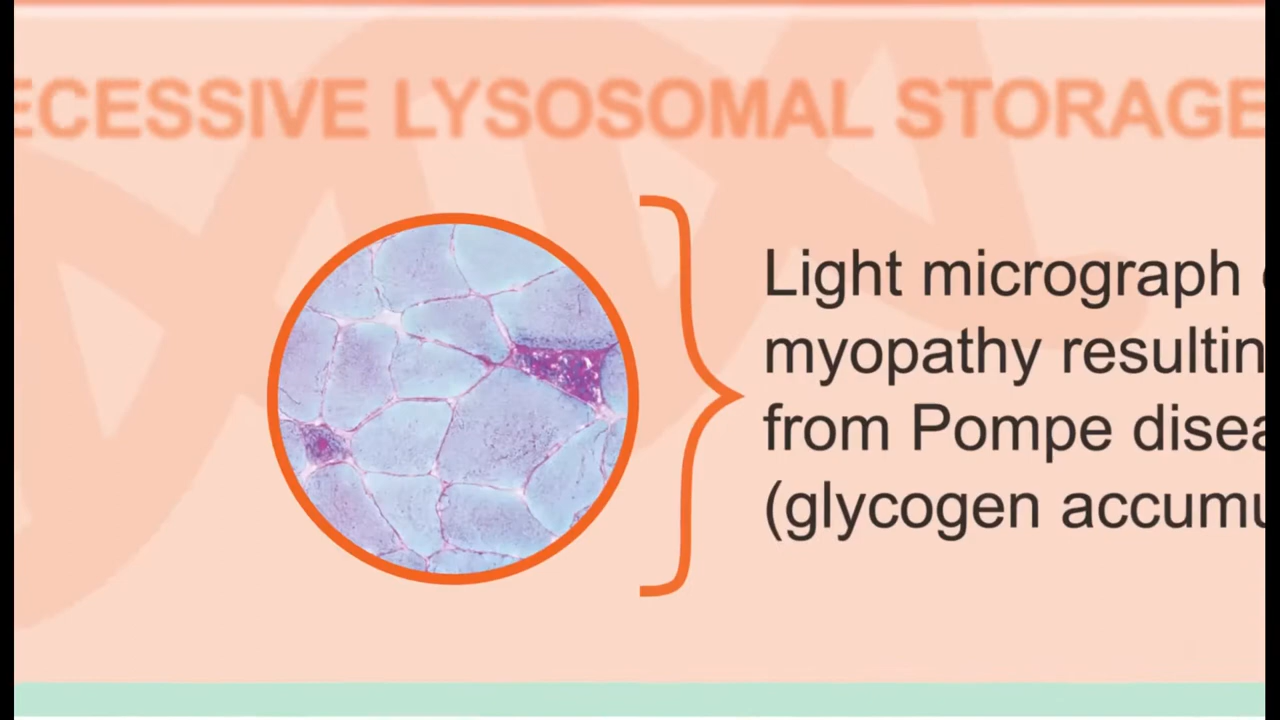 ECESSIVE LYSOSOMAL STORAGE
Light micrograph
myopathy resultin
from Pompe disea
(glycogen accumu